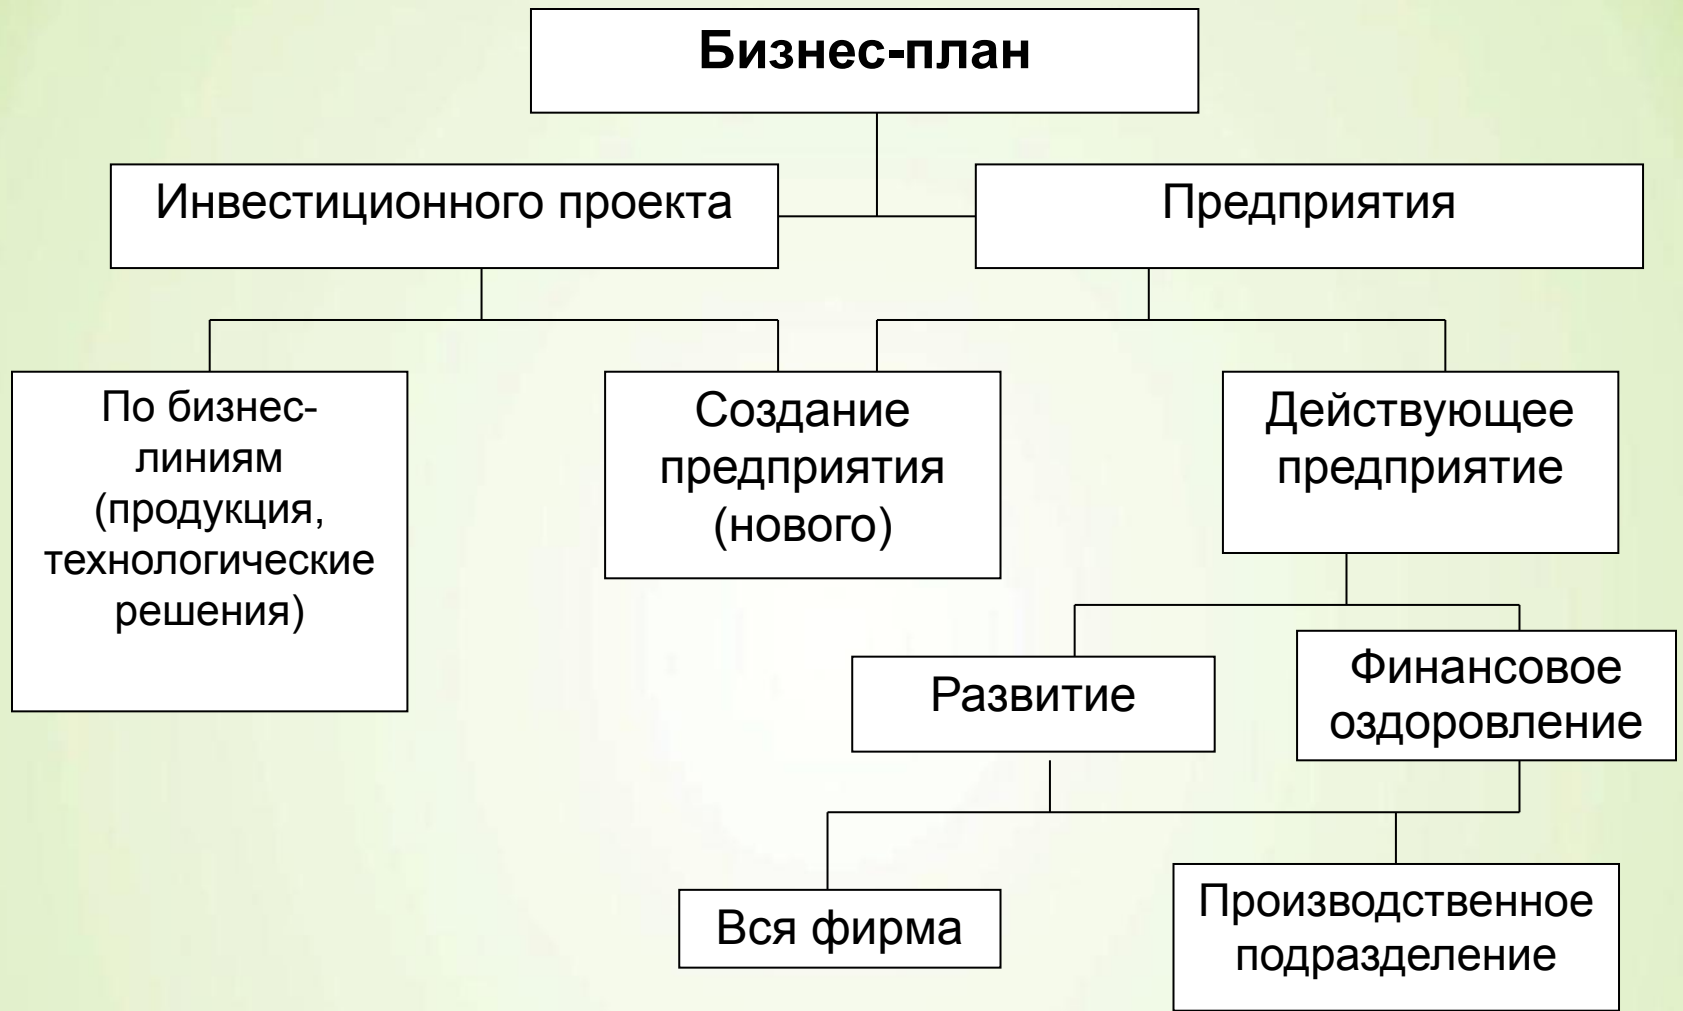 Бизнес-план
Инвестиционного проекта
Предприятия
По бизнес-
линиям
(продукция,
технологические
решения)
Создание
предприятия
(нового)
Действующее
предприятие
Развитие
Финансовое
оздоровление
Вся фирма
Производственное
подразделение